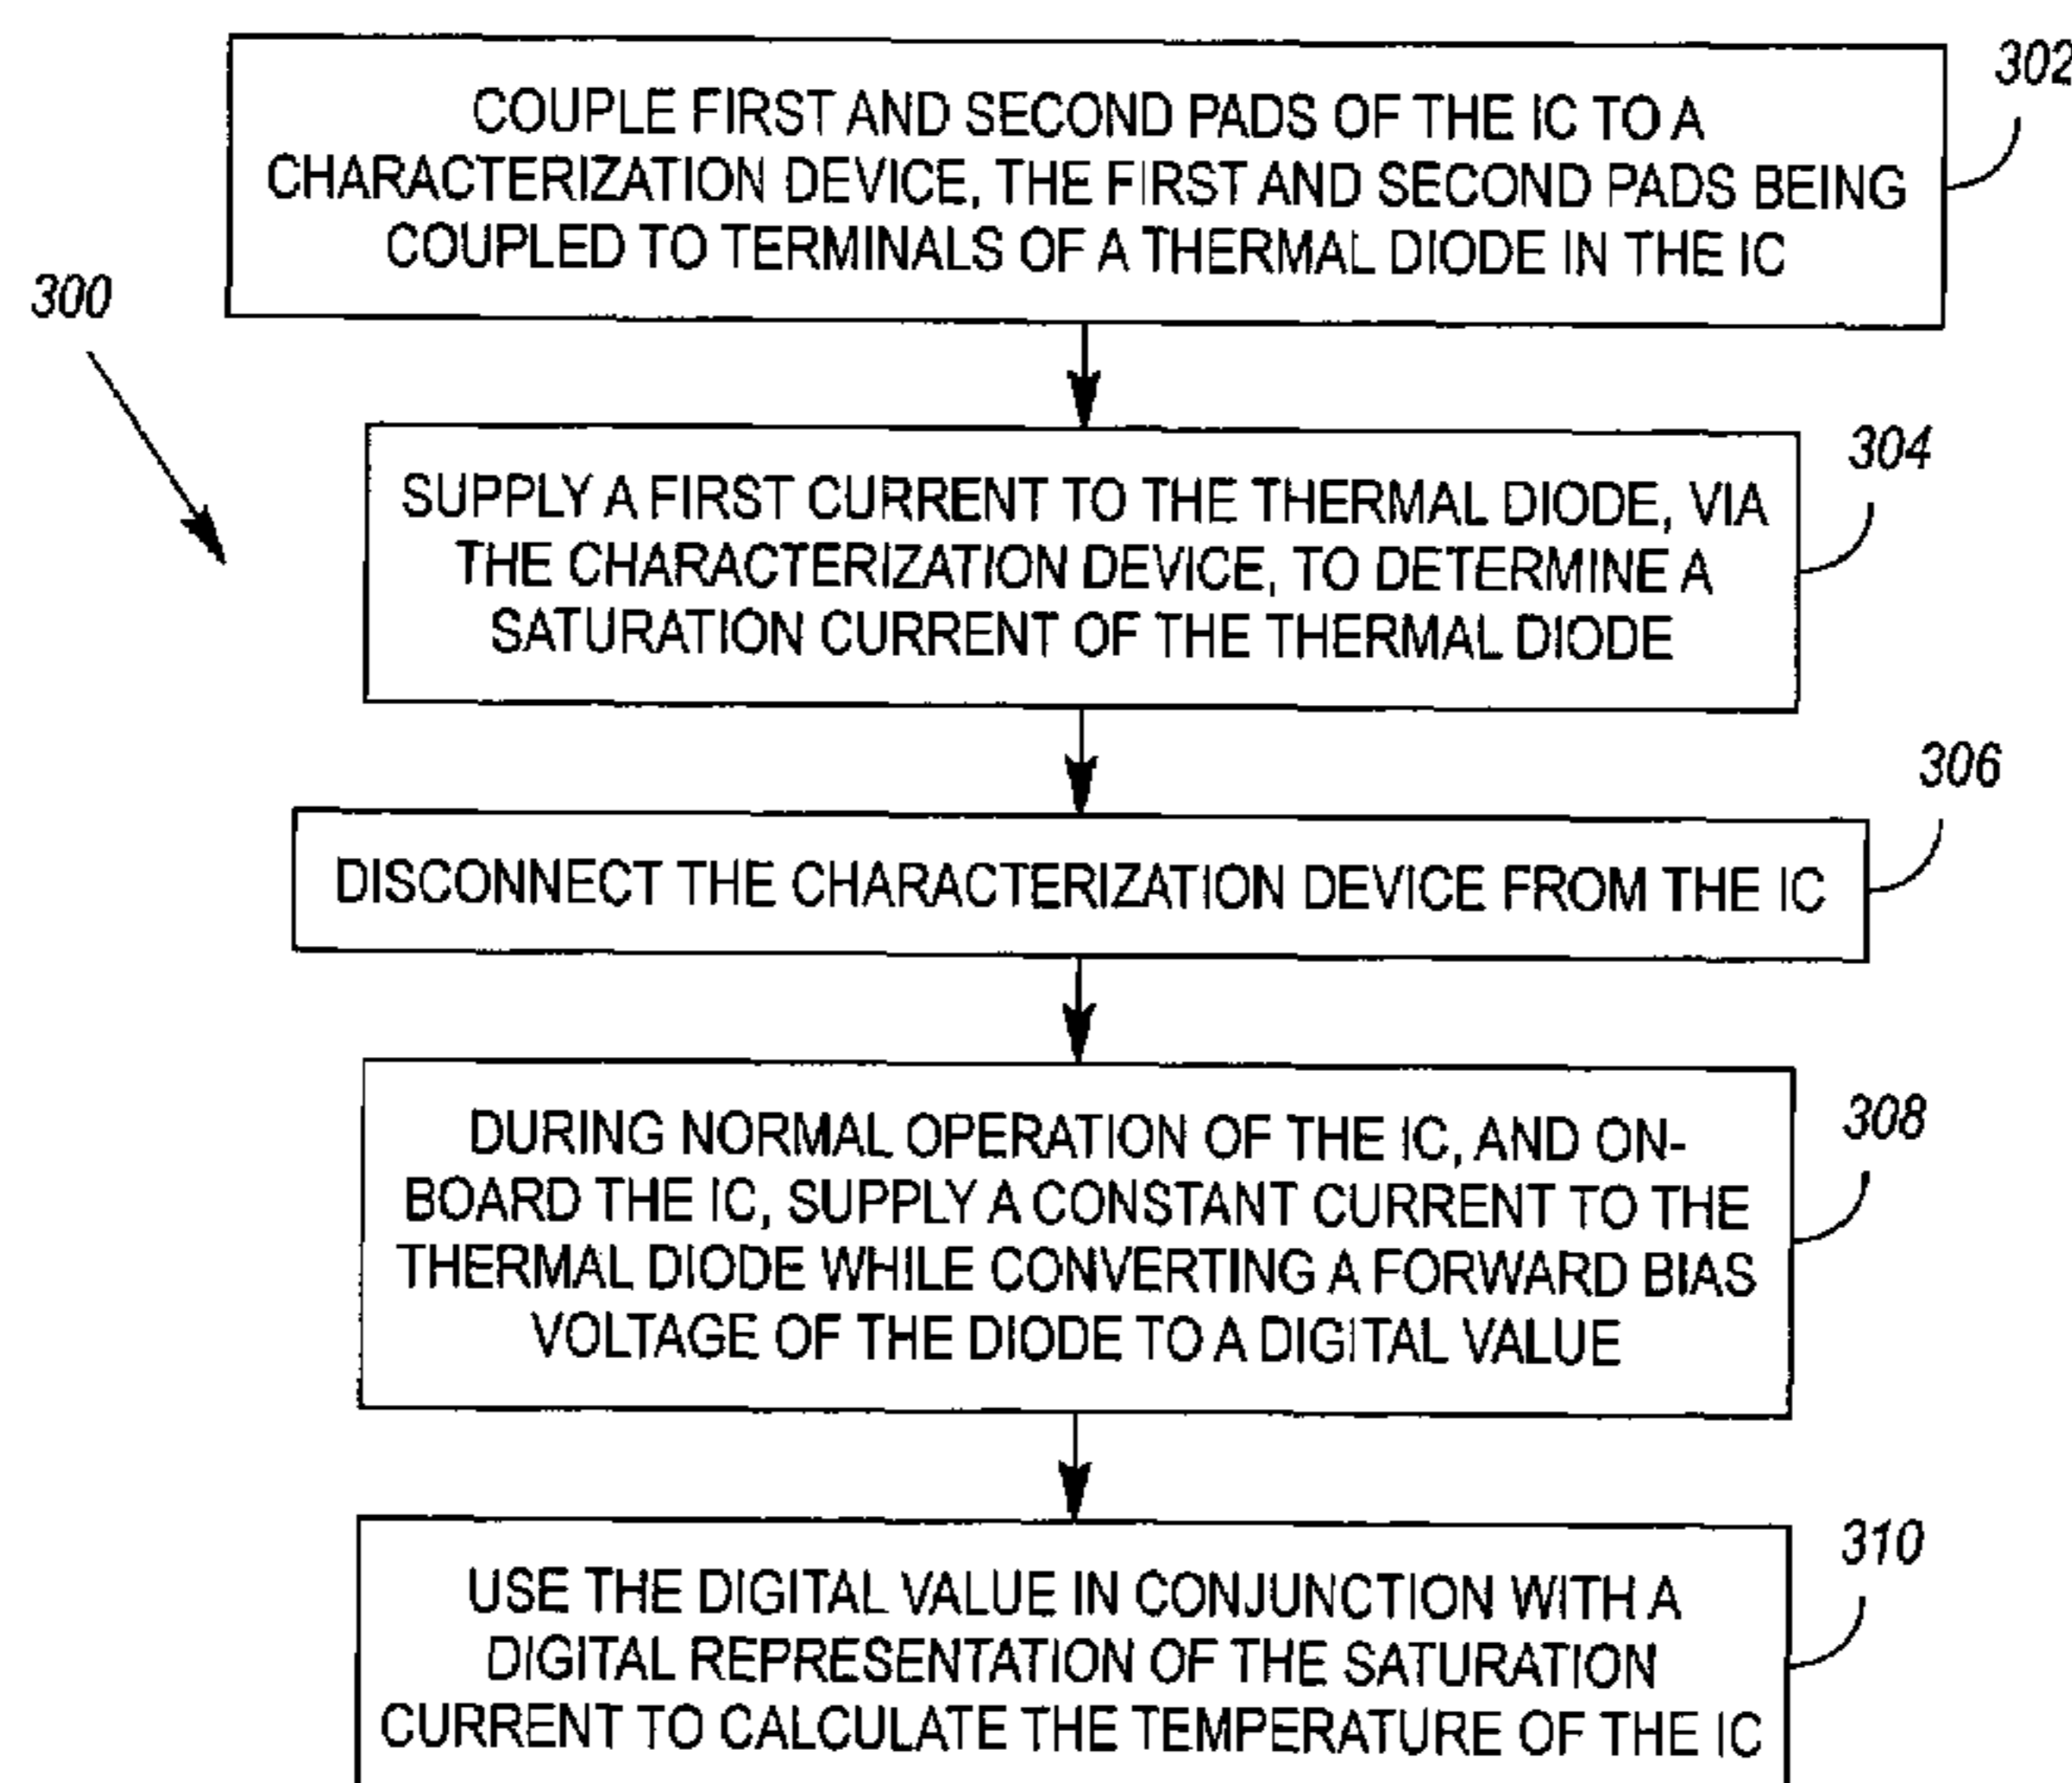 302
COUPLE FIRST AND SECOND PADS OF THE IC TO A
CHARACTERIZATION DEVICE, THE FIRST AND SECOND PADS BEING
COUPLED TO TERMINALS OF A THERMAL DIODE IN THE IC
300
304
SUPPLY A FIRST CURRENT TO THE THERMAL DIODE, VIA
THE CHARACTERIZATION DEVICE, TO DETERMINE A
SATURATION CURRENT OF THE THERMAL DIODE
306
DISCONNECT THE CHARACTERIZATION DEVICE FROM THE IC
308
DURING NORMAL OPERATION OF THE IC, AND ON-
BOARD THE IC, SUPPLY A CONSTANT CURRENT TO THE
THERMAL DIODE WHILE CONVERTING A FORWARD BIAS
VOLTAGE OF THE DIODE TO A DIGITAL VALUE
310
USE THE DIGITAL VALUE IN CONJUNCTION WITH A
DIGITAL REPRESENTATION OF THE SATURATION
CURRENT TO CALCULATE THE TEMPERATURE OF THE IC